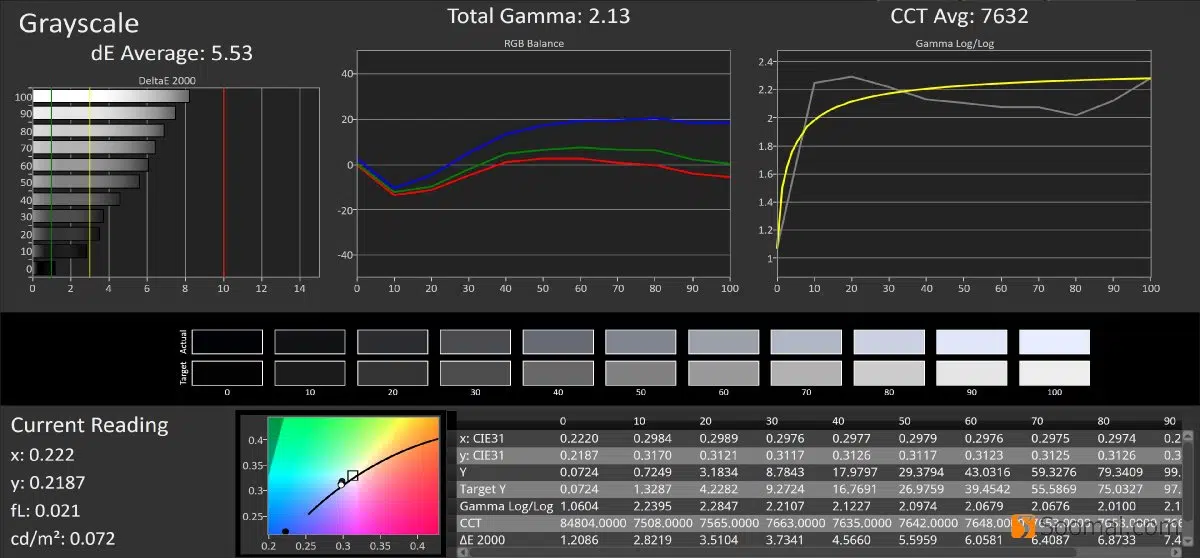 Grayscale
dE Average: 5.53
DeltaE 2000
100
90
80
70
60
50
40
30
20
10
0
0 2 4 6 8 10 12 14
Total Gamma: 2.13
RGB Balance
40
20
0
-20
-40
0 10 20 30 40 50 60 70 80 90 100
CCT Avg: 7632
Gamma Log/Log
2.4
2.2
2
1.8
1.6
1.4
1.2
1
0 10 20 30 40 50 60 70 80 90 100
Actual
Target
0 10 20 30 40 50 60 70 80 90 100
Current Reading
x: 0.222
y: 0.2187
fL: 0.021
cd/m²: 0.072
0.4
0.35
0.3
0.25
0.2 0.25 0.3 0.35 0.4
0 10 20 30 40 50 60 70 80 90
x: CIE31 0.2220 0.2984 0.2989 0.2976 0.2977 0.2979 0.2976 0.2975 0.2974 0.2
y: CIE31 0.2187 0.3170 0.3121 0.3117 0.3126 0.3117 0.3123 0.3125 0.3126 0.3
Y 0.0724 0.7249 3.1834 8.7843 17.9797 29.3794 43.0316 59.3276 79.3409 99.
Target Y 0.0724 1.3287 4.2282 9.2724 16.7691 26.9759 39.4542 55.5869 75.0327 97.
Gamma Log/Log 1.0604 2.2395 2.2847 2.2107 2.1227 2.0974 2.0679 2.0676 2.0100 2.1
CCT 84804.0000 7508.0000 7565.0000 7663.0000 7635.0000 7642.0000 7648.00
ΔE 2000 1.2086 2.8219 3.5104 3.7341 4.5660 5.5959 6.0581 6.4087 6.8733 7.4
Soomal.com